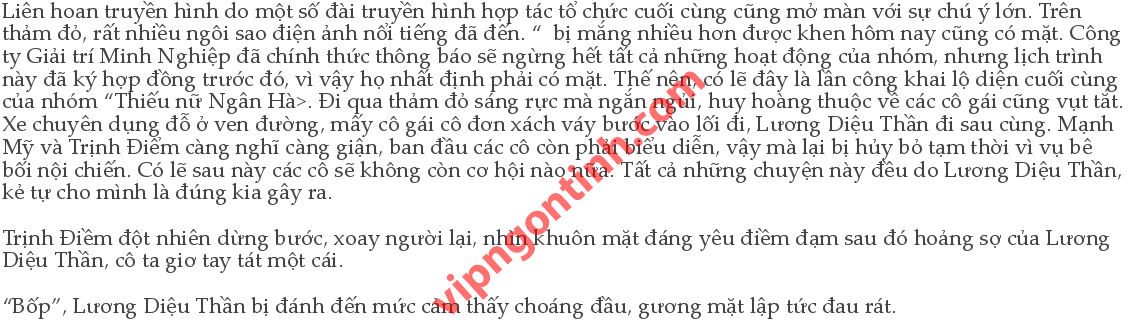 Liên hoan truyền hình do một số đài truyền hình hợp tác tổ chức cuối cùng cũng mở màn với sự chú ý lớn. Trên
thảm đỏ, rất nhiều ngôi sao điện ảnh nổi tiếng đã đến. “  bị mắng nhiều hơn được khen hôm nay cũng có mặt. Công
ty Giải trí Minh Nghiệp đã chính thức thông báo sẽ ngừng hết tất cả những hoạt động của nhóm, nhưng lịch trình
này đã ký hợp đồng trước đó, vì vậy họ nhất định phải có mặt. Thế nên, có lẽ đây là lần công khai lộ diện cuối cùng
của nhóm “Thiếu nữ Ngân Hà>. Đi qua thảm đỏ sáng rực mà ngắn ngủi, huy hoàng thuộc về các cô gái cũng vụt tắt.
Xe chuyên dụng đỗ ở ven đường, mấy cô gái cô đơn xách váy bước vào lối đi, Lương Diệu Thần đi sau cùng. Mạnh
Mỹ và Trịnh Điềm càng nghĩ càng giận, ban đầu các cô còn phải biểu diễn, vậy mà lại bị hủy bỏ tạm thời vì vụ bê
bối nội chiến. Có lẽ sau này các cô sẽ không còn cơ hội nào nữa. Tất cả những chuyện này đều do Lương Diệu Thần,
kẻ tự cho mình là đúng kia gây ra.
Trịnh Điềm đột nhiên dừng bước, xoay người lại, nhìn khuôn mặt đáng yêu điềm đạm sau đó hoảng sợ của Lương
Diệu Thần, cô ta giơ tay tát một cái.
“Bốp”, Lương Diệu Thần bị đánh đến mức cảm thấy choáng đầu, gương mặt lập tức đau rát.
vipngontinh.com